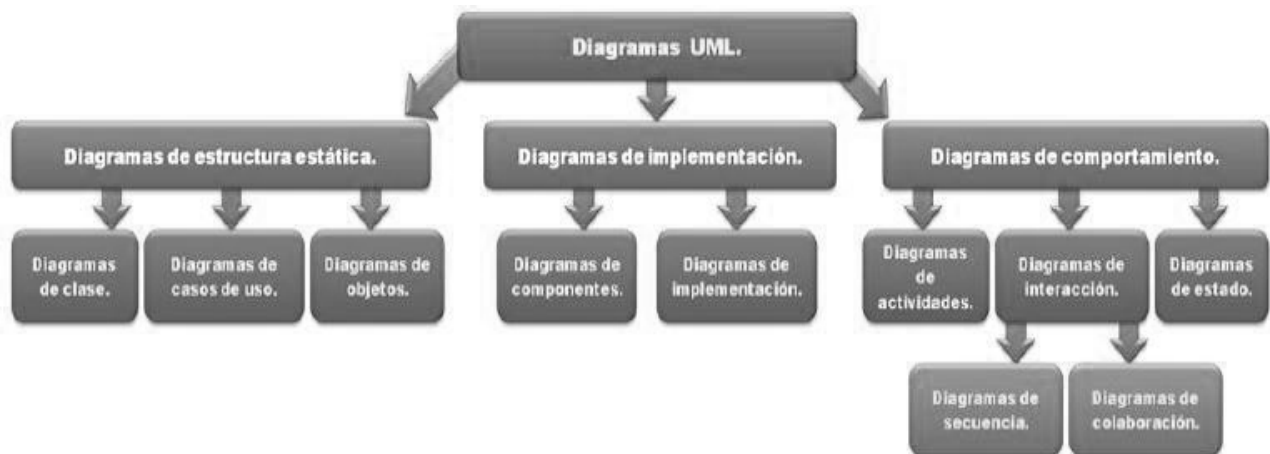 Diagramas UML.
Diagramas de estructura estática.
Diagramas de implementación.
Diagramas de comportamiento.
Diagramas
de clase.
Diagramas de
casos de uso.
Diagramas de
objetos.
Diagramas de
componentes.
Diagramas de
implementación.
Diagramas
de
actividades.
Diagramas de
interacción.
Diagramas
de estado.
Diagramas de
secuencia.
Diagramas de
colaboración.